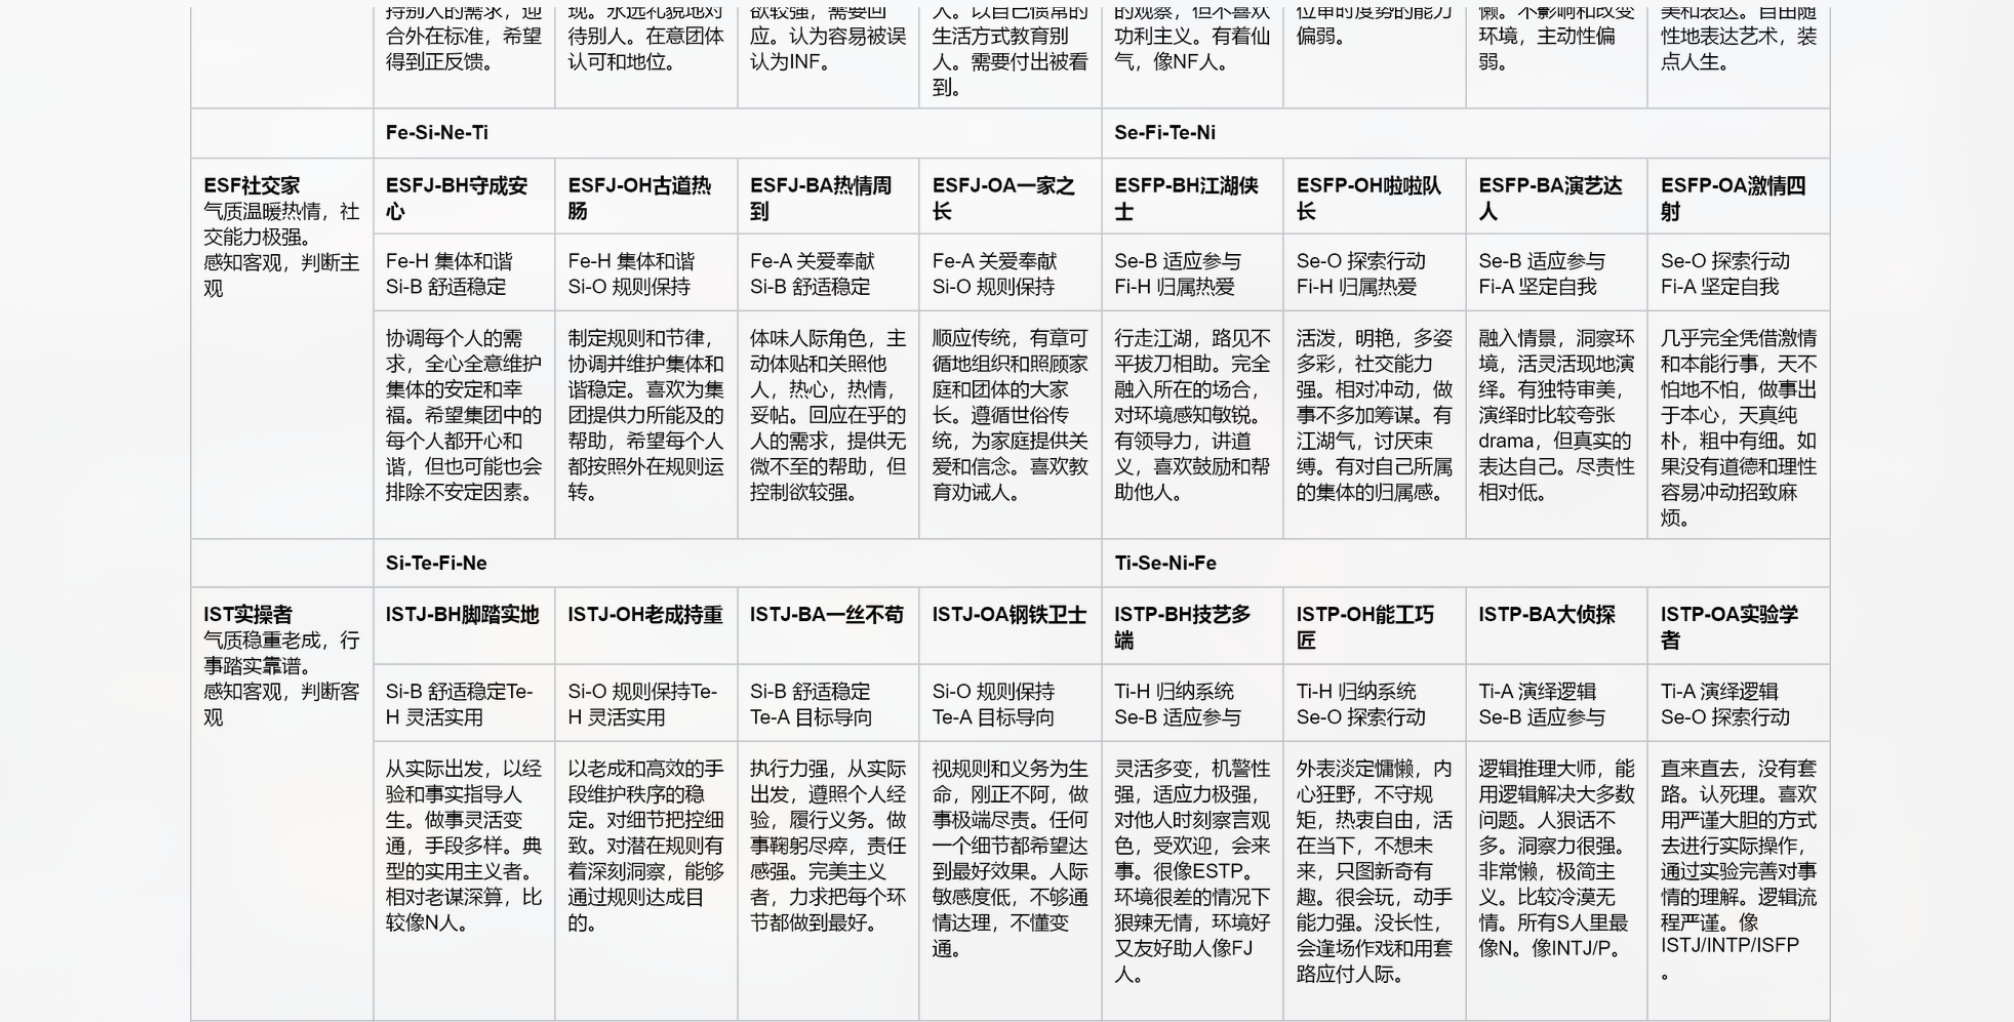 持别人的需求，迎
合外在标准，希望
得到正反馈。
现。永远礼貌地对
待别人。在意团体
认可和地位。
欲较强，需要回
应。认为容易被误
认为INF。
人。以自己惯常的
生活方式教育别
人。需要付出被看
到。
的观察，但不喜欢
功利主义。有着仙
气，像NF人。
位审时度势的能力
偏弱。
懒。不影响和改变
环境，主动性偏
弱。
美和表达。自由随
性地表达艺术，装
点人生。
Fe-Si-Ne-Ti
Se-Fi-Te-Ni
ESF社交家
气质温暖热情，社
交能力极强。
感知客观，判断主
观
ESFJ-BH守成安
心
ESFJ-OH古道热
肠
ESFJ-BA热情周
到
ESFJ-OA一家之
长
ESFP-BH江湖侠
士
ESFP-OH啦啦队
长
ESFP-BA演艺达
人
ESFP-OA激情四
射
Fe-H 集体和谐
Si-B 舒适稳定
Fe-H 集体和谐
Si-O 规则保持
Fe-A 关爱奉献
Si-B 舒适稳定
Fe-A 关爱奉献
Si-O 规则保持
Se-B 适应参与
Fi-H 归属热爱
Se-O 探索行动
Fi-H 归属热爱
Se-B 适应参与
Fi-A 坚定自我
Se-O 探索行动
Fi-A 坚定自我
协调每个人的需
求，全心全意维护
集体的安定和幸
福。希望集团中的
每个人都开心和
谐，但也可能也会
排除不安定因素。
制定规则和节律，
协调并维护集体和
谐稳定。喜欢为集
团提供力所能及的
帮助，希望每个人
都按照外在规则运
转。
体味人际角色，主
动体贴和关照他
人，热心，热情，
妥帖。回应在乎的
人的需求，提供无
微不至的帮助，但
控制欲较强。
顺应传统，有章可
循地组织和照顾家
庭和团体的大家
长。遵循世俗传
统，为家庭提供关
爱和信念。喜欢教
育劝诫人。
行走江湖，路见不
平拔刀相助。完全
融入所在的场合，
对环境感知敏锐。
有领导力，讲道
义，喜欢鼓励和帮
助他人。
活泼，明艳，多姿
多彩，社交能力
强。相对冲动，做
事不多加筹谋。有
江湖气，讨厌束
缚。有对自己所属
的集体的归属感。
融入情景，洞察环
境，活灵活现地演
绎。有独特审美，
演绎时比较夸张
drama，但真实的
表达自己。尽责性
相对低。
几乎完全凭借激情
和本能行事，天不
怕地不怕，做事出
于本心，天真纯
朴，粗中有细。如
果没有道德和理性
容易冲动招致麻
烦。
Si-Te-Fi-Ne
Ti-Se-Ni-Fe
IST实操者
气质稳重老成，行
事踏实靠谱。
感知客观，判断客
观
ISTJ-BH脚踏实地
ISTJ-OH老成持重
ISTJ-BA一丝不苟
ISTJ-OA钢铁卫士
ISTP-BH技艺多
端
ISTP-OH能工巧
匠
ISTP-BA大侦探
ISTP-OA实验学
者
Si-B 舒适稳定Te-
H 灵活实用
Si-O 规则保持Te-
H 灵活实用
Si-B 舒适稳定
Te-A 目标导向
Si-O 规则保持
Te-A 目标导向
Ti-H 归纳系统
Se-B 适应参与
Ti-H 归纳系统
Se-O 探索行动
Ti-A 演绎逻辑
Se-B 适应参与
Ti-A 演绎逻辑
Se-O 探索行动
从实际出发，以经
验和事实指导人
生。做事灵活变
通，手段多样。典
型的实用主义者。
相对老谋深算，比
较像N人。
以老成和高效的手
段维护秩序的稳
定。对细节把控细
致。对潜在规则有
着深刻洞察，能够
通过规则达成目
的。
执行力强，从实际
出发，遵照个人经
验，履行义务。做
事鞠躬尽瘁，责任
感强。完美主义
者，力求把每个环
节都做到最好。
视规则和义务为生
命，刚正不阿，做
事极端尽责。任何
一个细节都希望达
到最好效果。人际
敏感度低，不够通
情达理，不懂变
通。
灵活多变，机警性
强，适应力极强，
对他人时刻察言观
色，受欢迎，会来
事。很像ESTP。
环境很差的情况下
狠辣无情，环境好
又友好助人像FJ
人。
外表淡定慵懒，内
心狂野，不守规
矩，热衷自由，活
在当下，不想未
来，只图新奇有
趣。很会玩，动手
能力强。没长性，
会逢场作戏和用套
路应付人际。
逻辑推理大师，能
用逻辑解决大多数
问题。人狠话不
多。洞察力很强。
非常懒，极简主
义。比较冷漠无
情。所有S人里最
像N。像INTJ/P。
直来直去，没有套
路。认死理。喜欢
用严谨大胆的方式
去进行实际操作，
通过实验完善对事
情的理解。逻辑流
程严谨。像
ISTJ/INTP/ISFP
。